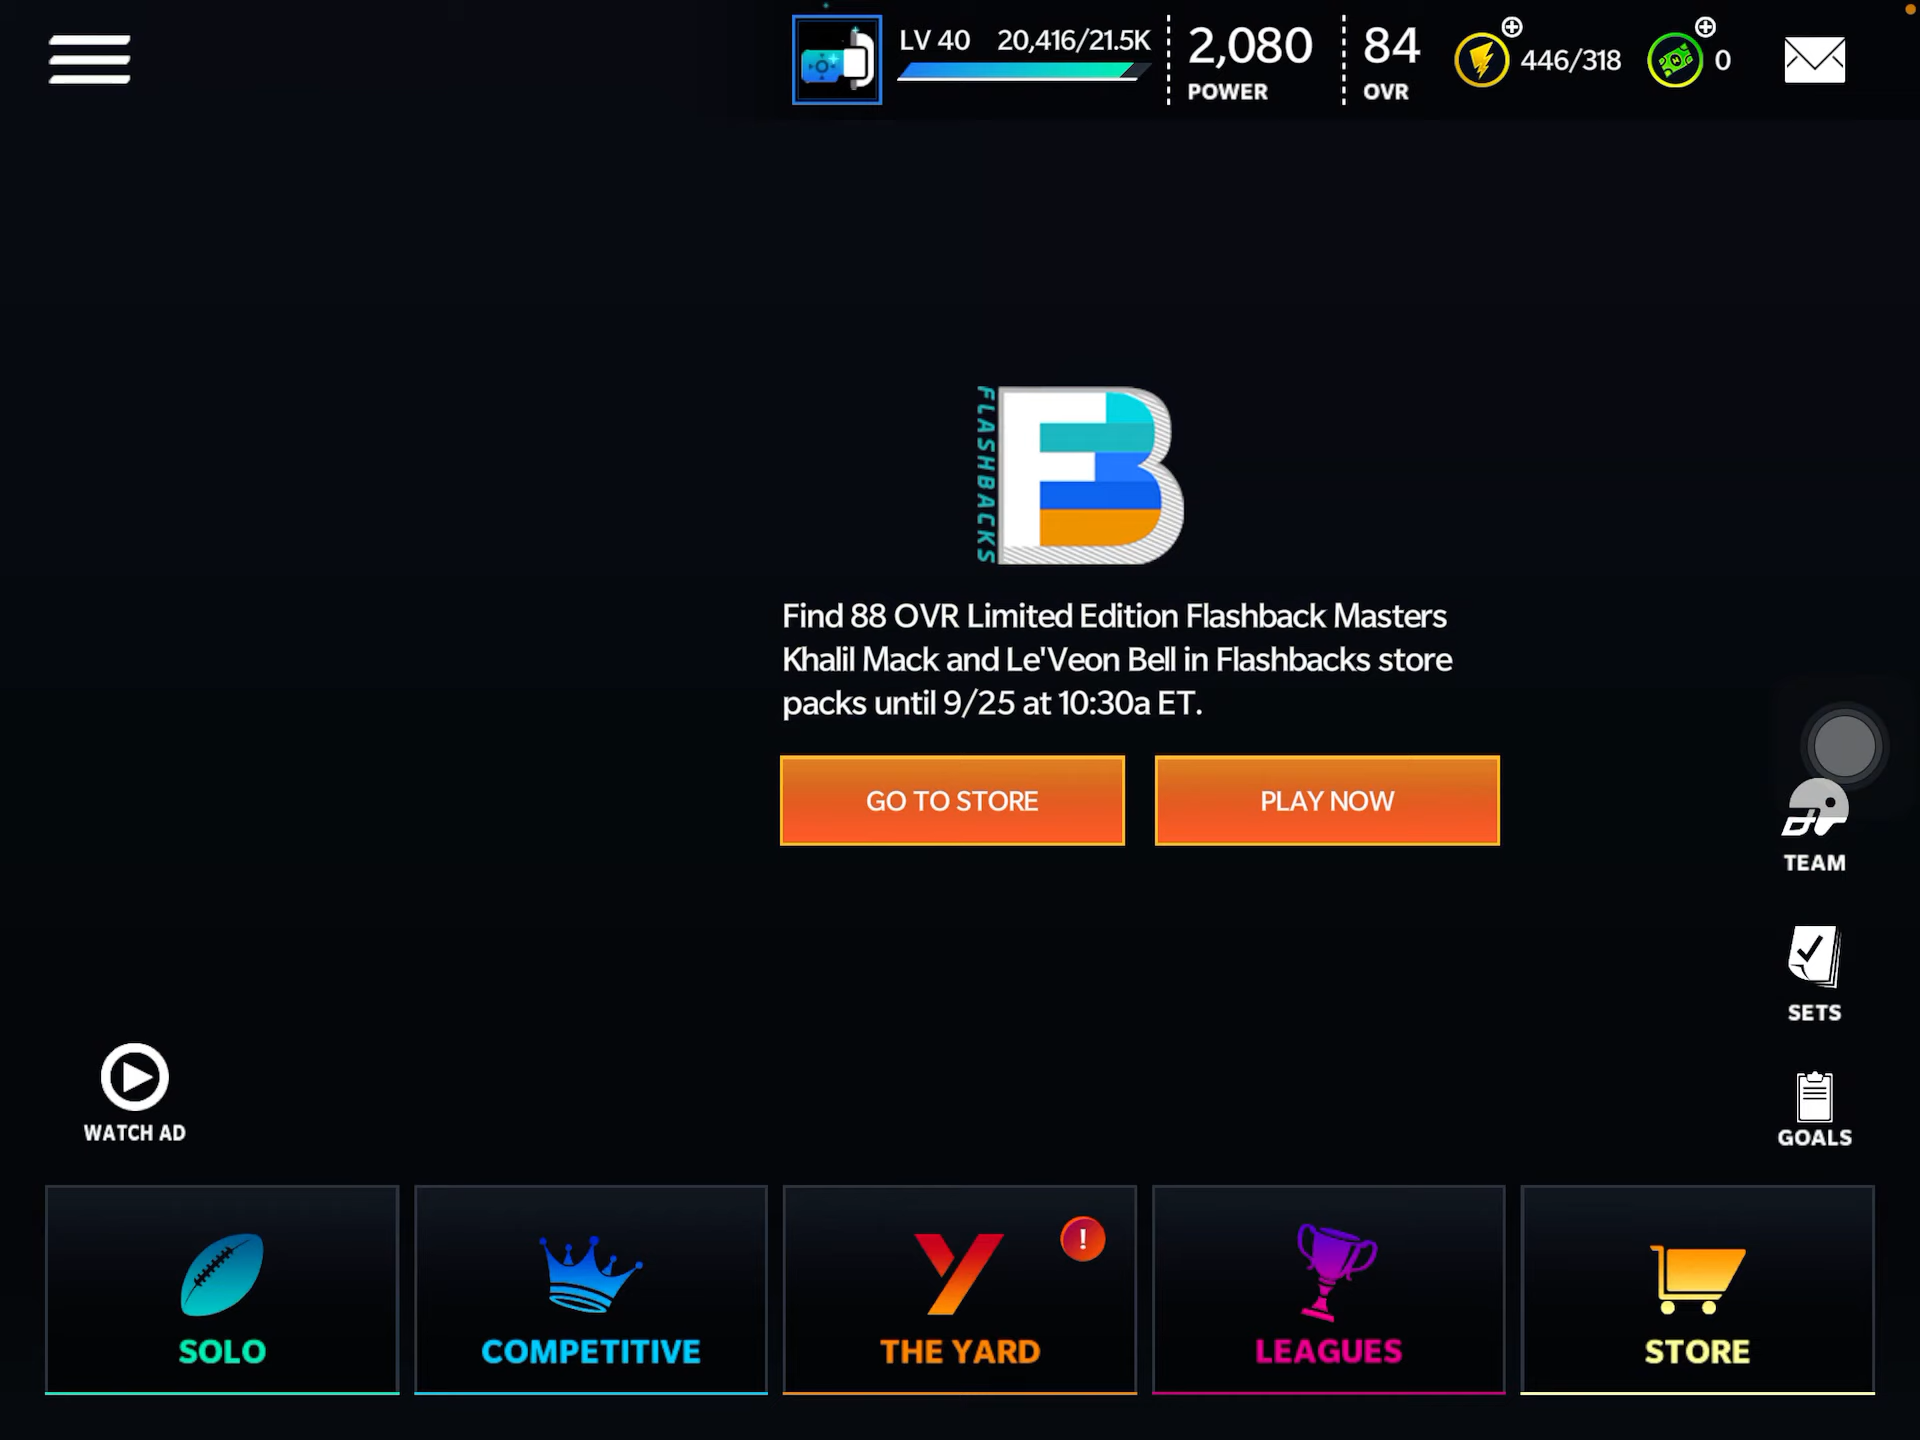 LV 40 20,416/21.5K
2,080
POWER
84
OVR
446/318
0
FLASHBACKS
FB
Find 88 OVR Limited Edition Flashback Masters
Khalil Mack and Le'Veon Bell in Flashbacks store
packs until 9/25 at 10:30a ET.
GO TO STORE
PLAY NOW
TEAM
SETS
GOALS
WATCH AD
SOLO
COMPETITIVE
Y
!
THE YARD
LEAGUES
STORE